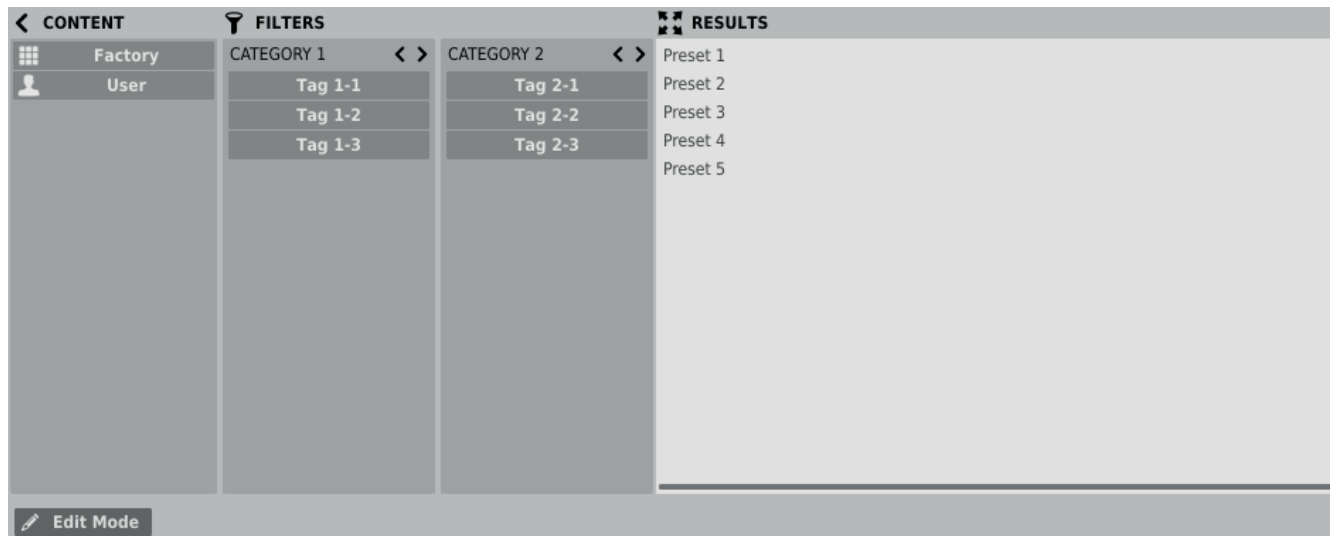 CONTENT
Factory
User
FILTERS
CATEGORY 1
Tag 1-1
Tag 1-2
Tag 1-3
CATEGORY 2
Tag 2-1
Tag 2-2
Tag 2-3
RESULTS
Preset 1
Preset 2
Preset 3
Preset 4
Preset 5
Edit Mode